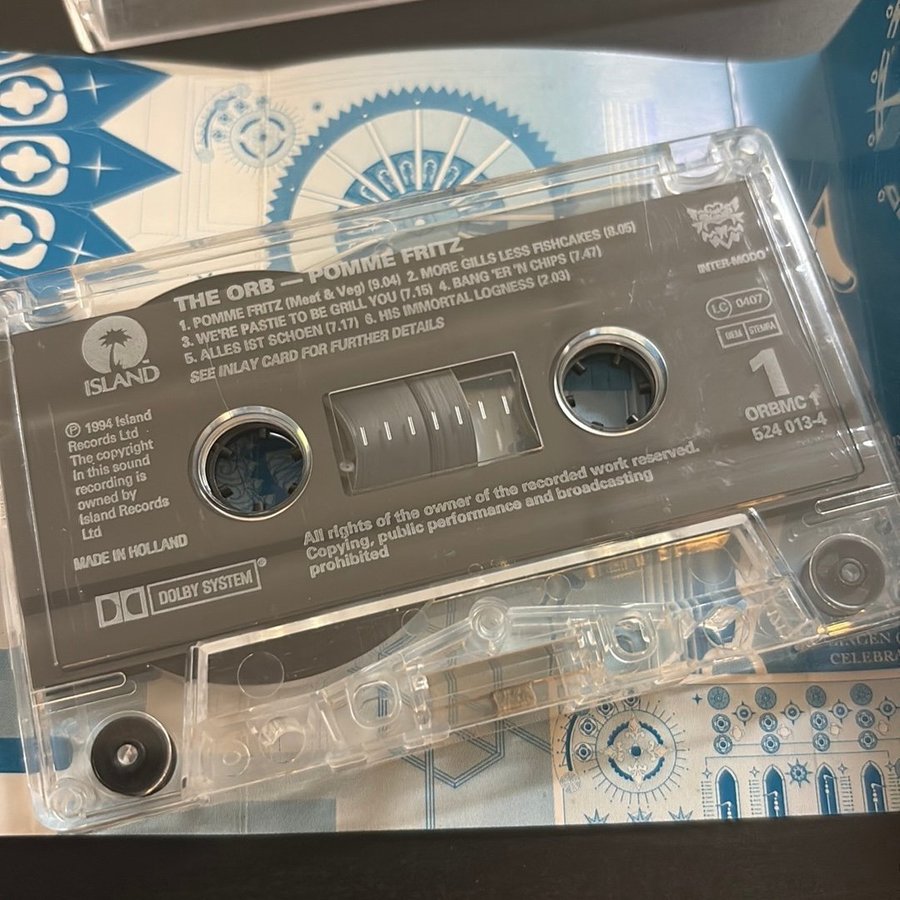 THE ORB — POMME FRITZ
1. POMME FRITZ (Meat & Veg) (9.04) 2. MORE GILLS LESS FISHCAKES (8.05)
3. WE'RE PASTIE TO BE GRILL YOU (7.15) 4. BANG 'ER 'N CHIPS (7.47)
5. ALLES IST SCHOEN (7.17) 6. HIS IMMORTAL LOGNESS (2.03)
SEE INLAY CARD FOR FURTHER DETAILS
ISLAND™
INTER-MODO
LC 0407
STEMRA
1
ORBMC 1
524 013-4
℗ 1994 Island
Records Ltd
The copyright
In this sound
recording is
owned by
Island Records
Ltd
MADE IN HOLLAND
DOLBY SYSTEM®
All rights of the owner of the recorded work reserved.
Copying, public performance and broadcasting
prohibited
CELEBRA